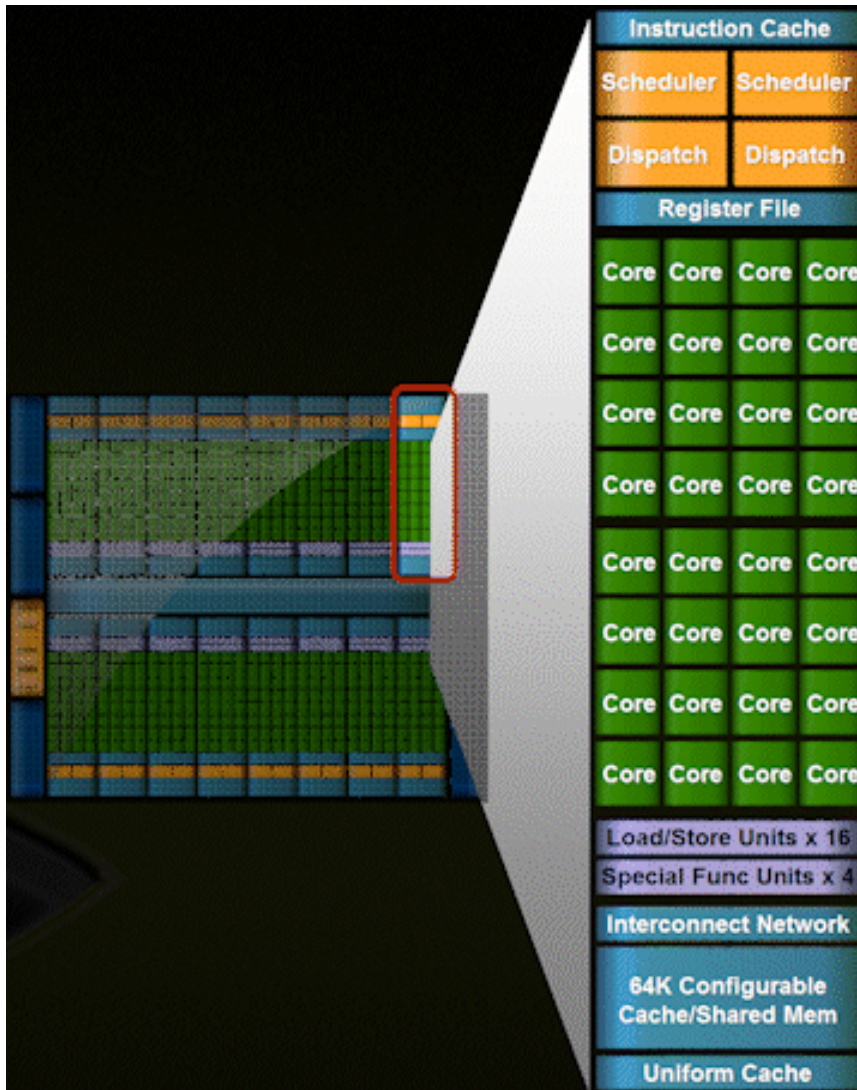 Instruction Cache
Scheduler Scheduler
Dispatch Dispatch
Register File
Core Core Core Core
Core Core Core Core
Core Core Core Core
Core Core Core Core
Core Core Core Core
Core Core Core Core
Core Core Core Core
Core Core Core Core
Load/Store Units x 16
Special Func Units x 4
Interconnect Network
64K Configurable
Cache/Shared Mem
Uniform Cache